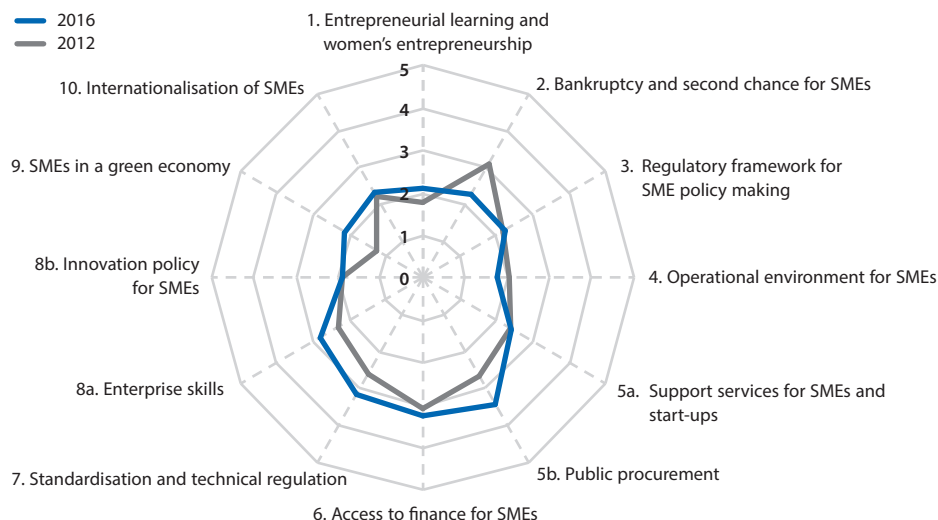 2016
2012
1. Entrepreneurial learning and
women’s entrepreneurship
2. Bankruptcy and second chance for SMEs
3. Regulatory framework for
SME policy making
4. Operational environment for SMEs
5a. Support services for SMEs and
start-ups
5b. Public procurement
6. Access to finance for SMEs
7. Standardisation and technical regulation
8a. Enterprise skills
8b. Innovation policy
for SMEs
9. SMEs in a green economy
10. Internationalisation of SMEs
5
4
3
2
1
0